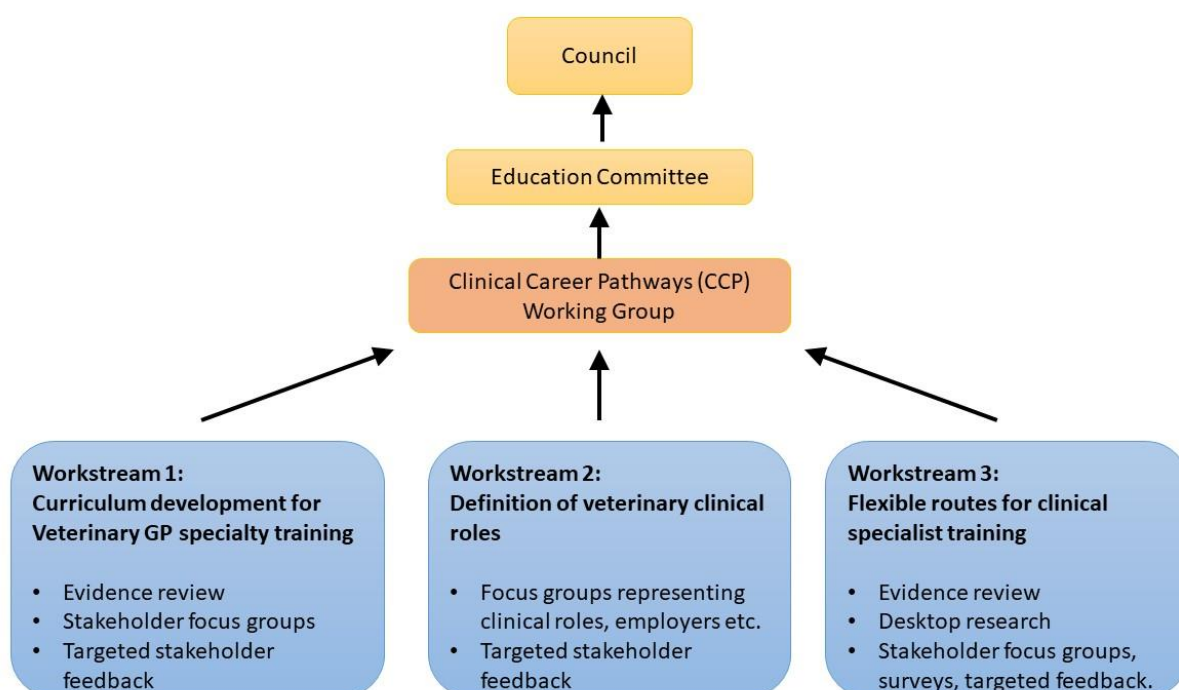 Council
Education Committee
Clinical Career Pathways (CCP)
Working Group
Workstream 1:
Curriculum development for
Veterinary GP specialty training
• Evidence review
• Stakeholder focus groups
• Targeted stakeholder
feedback
Workstream 2:
Definition of veterinary clinical
roles
• Focus groups representing
clinical roles, employers etc.
• Targeted stakeholder
feedback
Workstream 3:
Flexible routes for clinical
specialist training
• Evidence review
• Desktop research
• Stakeholder focus groups,
surveys, targeted feedback.